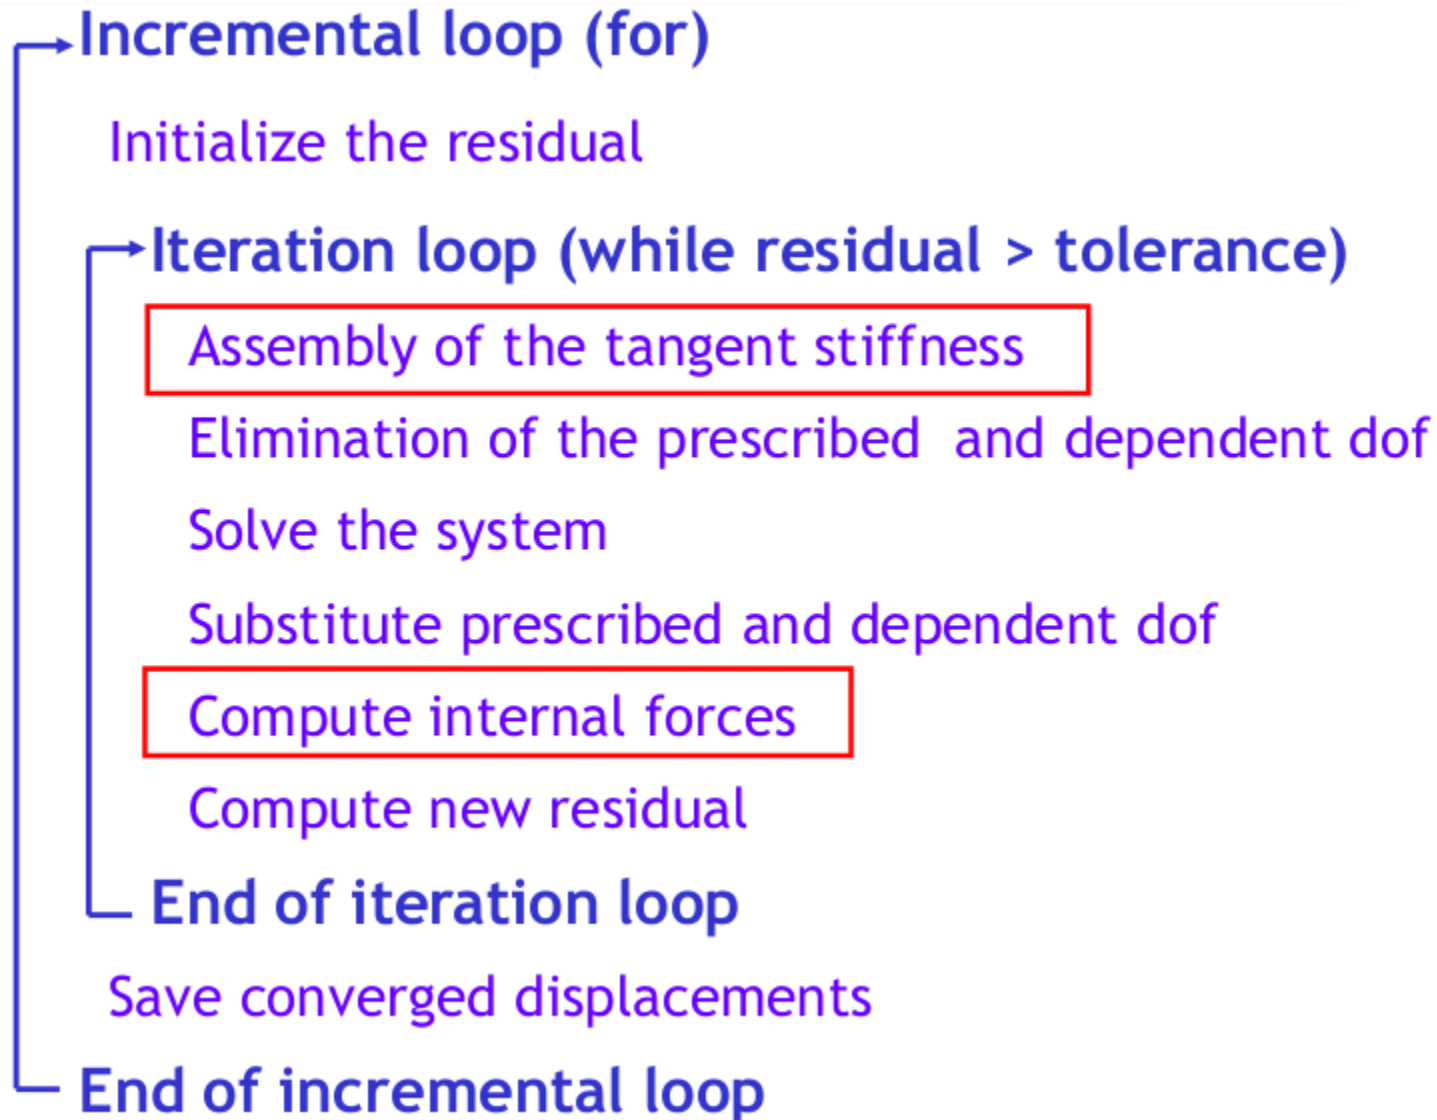 Incremental loop (for)
Initialize the residual
Iteration loop (while residual > tolerance)
Assembly of the tangent stiffness
Elimination of the prescribed and dependent dof
Solve the system
Substitute prescribed and dependent dof
Compute internal forces
Compute new residual
End of iteration loop
Save converged displacements
End of incremental loop